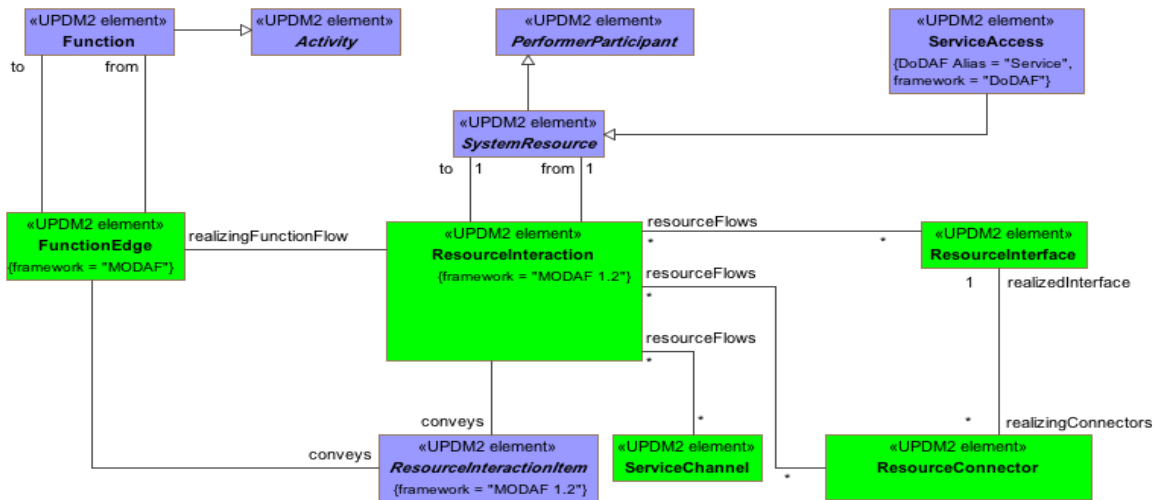 «UPDM2 element»
Function
«UPDM2 element»
Activity
«UPDM2 element»
PerformerParticipant
«UPDM2 element»
ServiceAccess
{DoDAF Alias = "Service",
framework = "DoDAF"}
to
from
«UPDM2 element»
SystemResource
to
1
from
1
«UPDM2 element»
FunctionEdge
{framework = "MODAF"}
realizingFunctionFlow
«UPDM2 element»
ResourceInteraction
{framework = "MODAF 1.2"}
resourceFlows
*
*
«UPDM2 element»
ResourceInterface
resourceFlows
*
1
realizedInterface
resourceFlows
*
conveys
*
*
realizingConnectors
conveys
«UPDM2 element»
ResourceInteractionItem
{framework = "MODAF 1.2"}
«UPDM2 element»
ServiceChannel
*
«UPDM2 element»
ResourceConnector